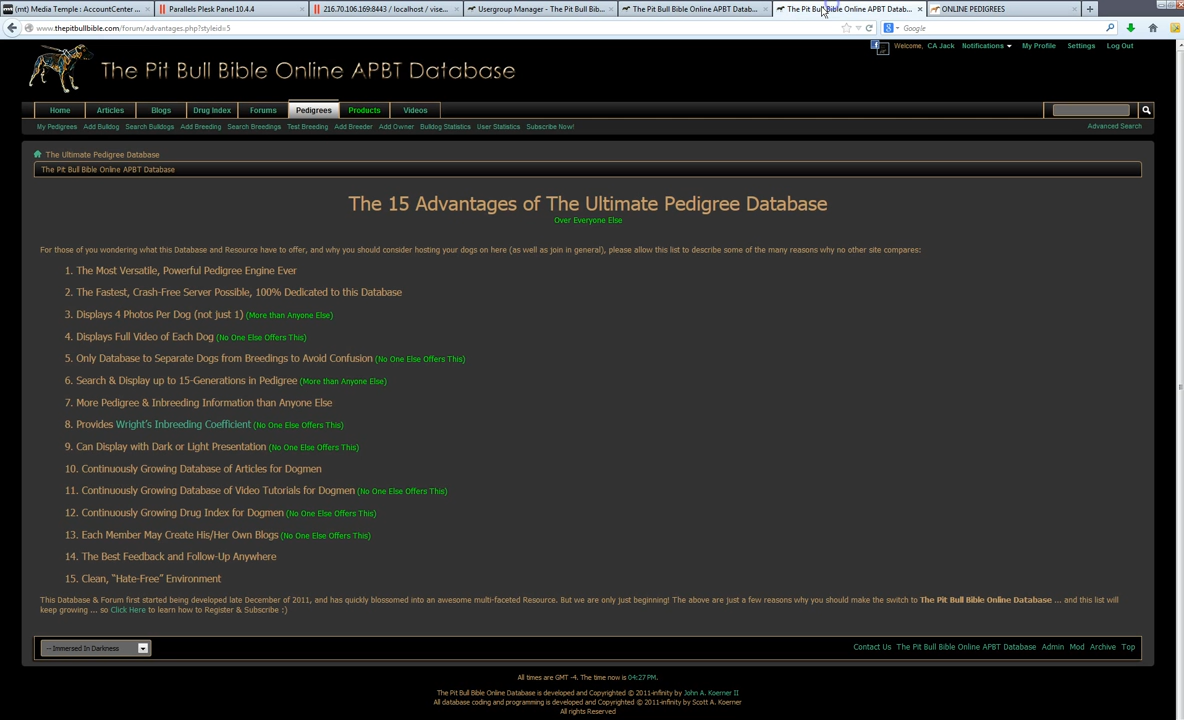 (mt) Media Temple : AccountCenter ... × Parallels Plesk Panel 10.4.4 × 216.70.106.169:8443 / localhost / vise... × Usergroup Manager - The Pit Bull Bib... × The Pit Bull Bible Online APBT Datab... × The Pit Bull Bible Online APBT Datab... × ONLINE PEDIGREES × +
www.thepitbullbible.com/forum/advantages.php?styleid=5 Google
Welcome, CA Jack Notifications My Profile Settings Log Out
The Pit Bull Bible Online APBT Database
Home Articles Blogs Drug Index Forums Pedigrees Products Videos
My Pedigrees Add Bulldog Search Bulldogs Add Breeding Search Breedings Test Breeding Add Breeder Add Owner Bulldog Statistics User Statistics Subscribe Now! Advanced Search
The Ultimate Pedigree Database
The Pit Bull Bible Online APBT Database
The 15 Advantages of The Ultimate Pedigree Database
Over Everyone Else
For those of you wondering what this Database and Resource have to offer, and why you should consider hosting your dogs on here (as well as join in general), please allow this list to describe some of the many reasons why no other site compares:
1. The Most Versatile, Powerful Pedigree Engine Ever
2. The Fastest, Crash-Free Server Possible, 100% Dedicated to this Database
3. Displays 4 Photos Per Dog (not just 1) (More than Anyone Else)
4. Displays Full Video of Each Dog (No One Else Offers This)
5. Only Database to Separate Dogs from Breedings to Avoid Confusion (No One Else Offers This)
6. Search & Display up to 15-Generations in Pedigree (More than Anyone Else)
7. More Pedigree & Inbreeding Information than Anyone Else
8. Provides Wright's Inbreeding Coefficient (No One Else Offers This)
9. Can Display with Dark or Light Presentation (No One Else Offers This)
10. Continuously Growing Database of Articles for Dogmen
11. Continuously Growing Database of Video Tutorials for Dogmen (No One Else Offers This)
12. Continuously Growing Drug Index for Dogmen (No One Else Offers This)
13. Each Member May Create His/Her Own Blogs (No One Else Offers This)
14. The Best Feedback and Follow-Up Anywhere
15. Clean, “Hate-Free” Environment
This Database & Forum first started being developed late December of 2011, and has quickly blossomed into an awesome multi-faceted Resource. But we are only just beginning! The above are just a few reasons why you should make the switch to The Pit Bull Bible Online Database ... and this list will
keep growing ... so Click Here to learn how to Register & Subscribe :)
-- Immersed In Darkness Contact Us The Pit Bull Bible Online APBT Database Admin Mod Archive Top
All times are GMT -4. The time now is 04:27 PM.
The Pit Bull Bible Online Database is developed and Copyrighted © 2011-infinity by John A. Koerner II
All database coding and programming is developed and Copyrighted © 2011-infinity by Scott A. Koerner
All rights Reserved